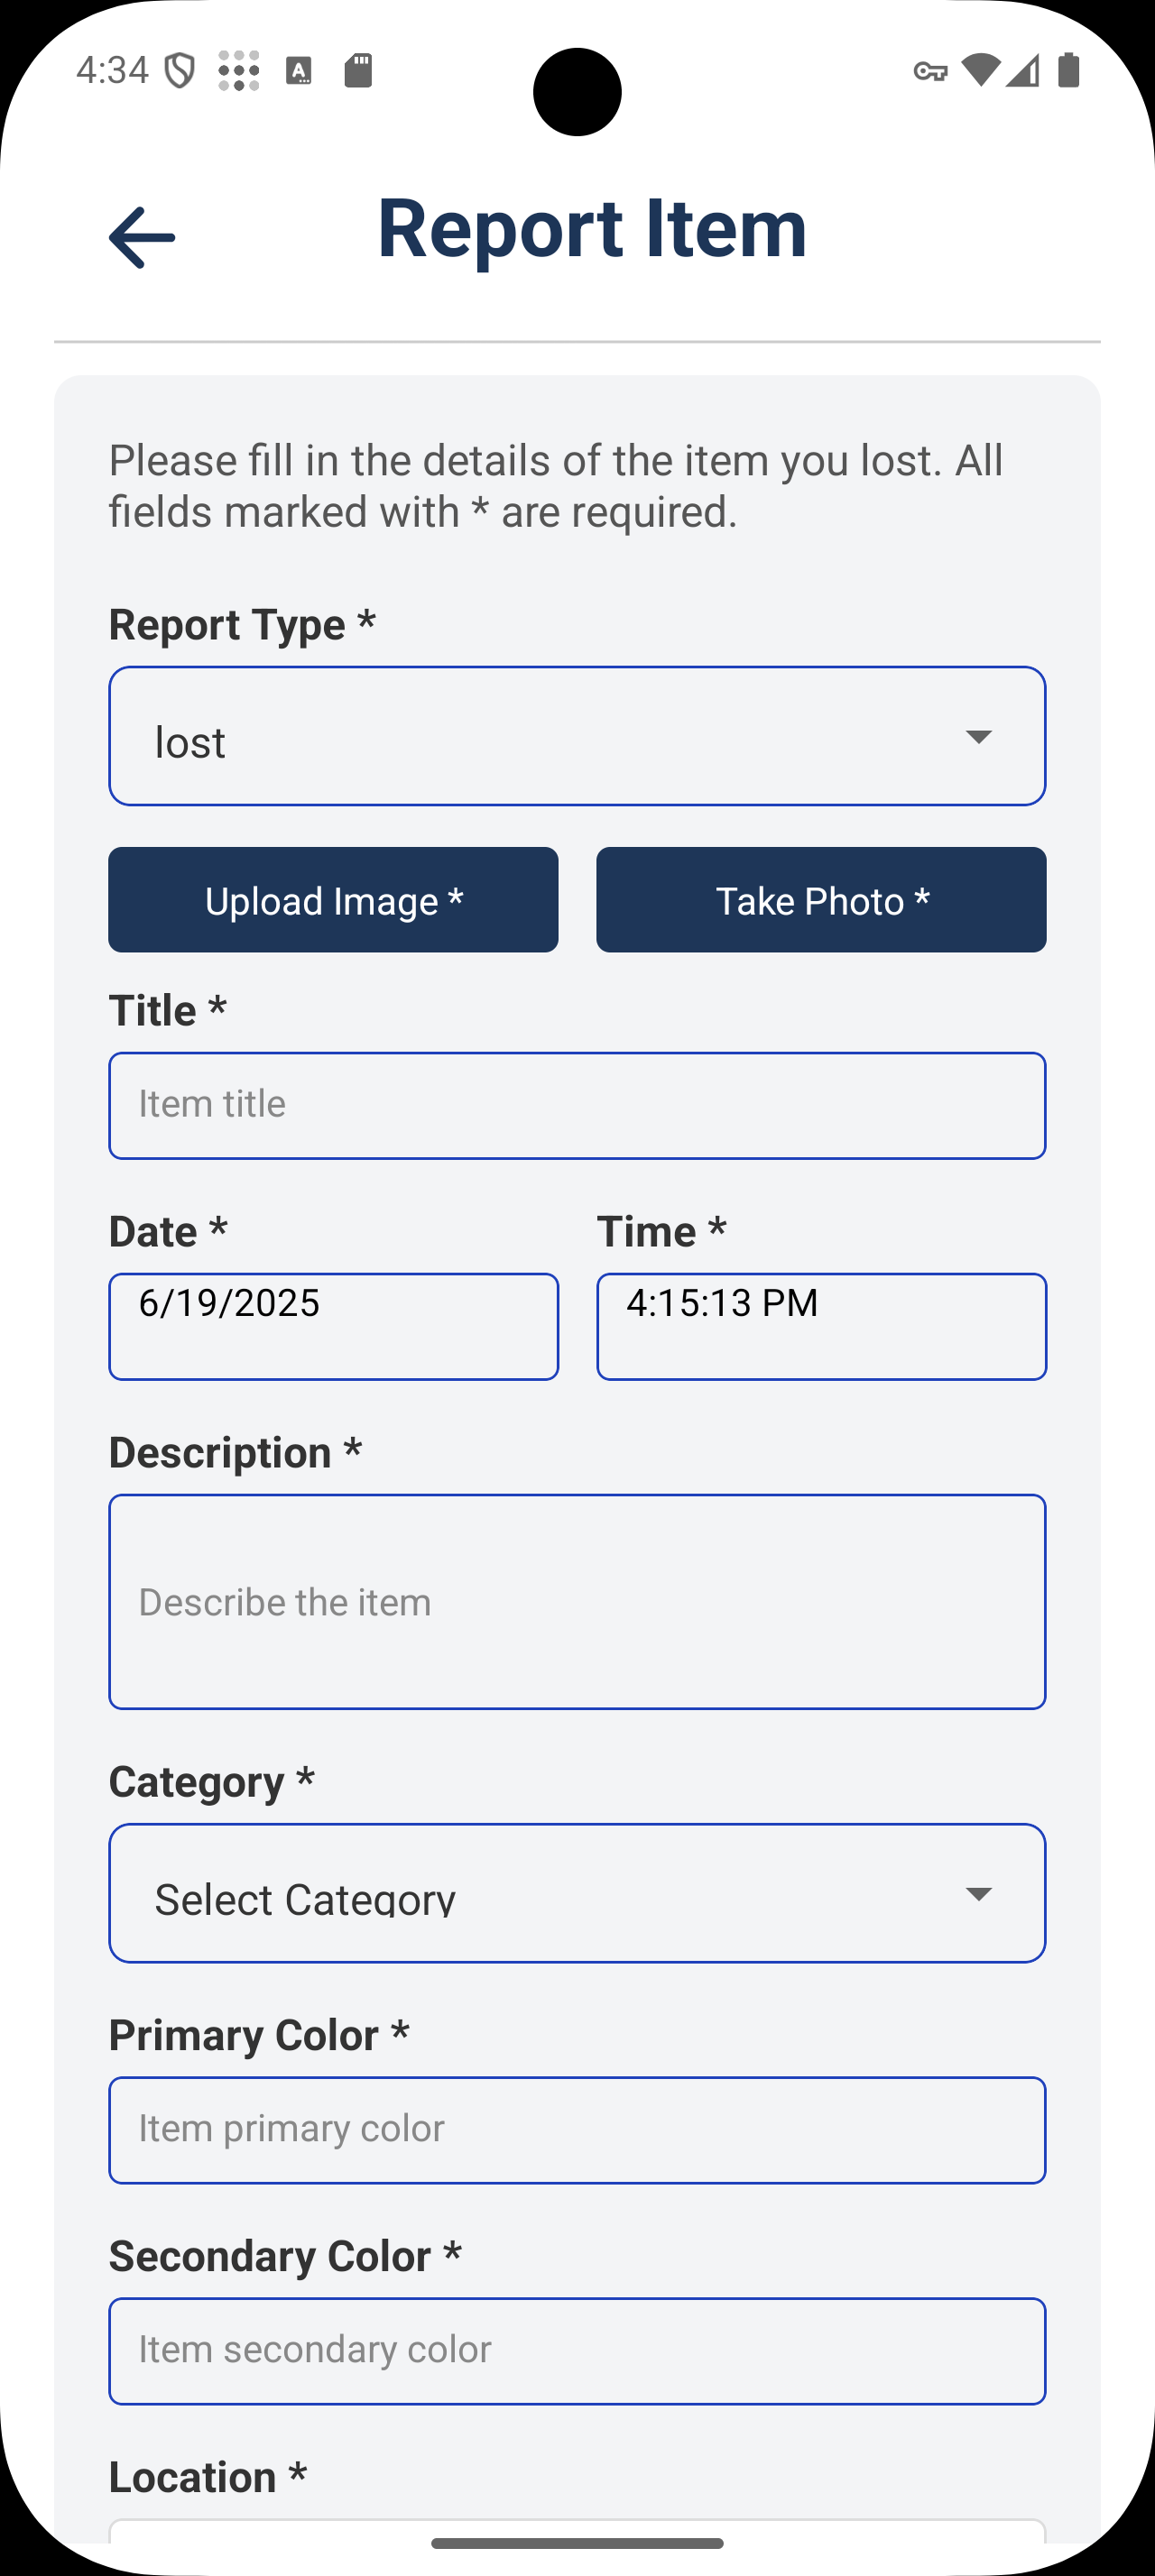 4:34
Report Item
Please fill in the details of the item you lost. All
fields marked with * are required.
Report Type *
lost
Upload Image *
Take Photo *
Title *
Item title
Date *
Time *
6/19/2025
4:15:13 PM
Description *
Describe the item
Category *
Select Category
Primary Color *
Item primary color
Secondary Color *
Item secondary color
Location *